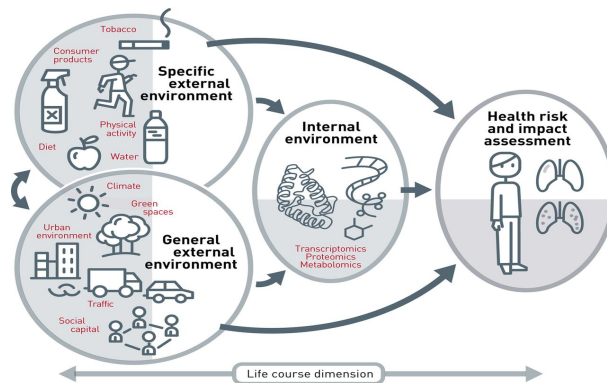 Tobacco
Consumer
products
Specific
external
environment
Physical
activity
Diet
Water
Climate
Green
spaces
Urban
environment
General
external
environment
Traffic
Social
capital
Internal
environment
Transcriptomics
Proteomics
Metabolomics
Health risk
and impact
assessment
Life course dimension